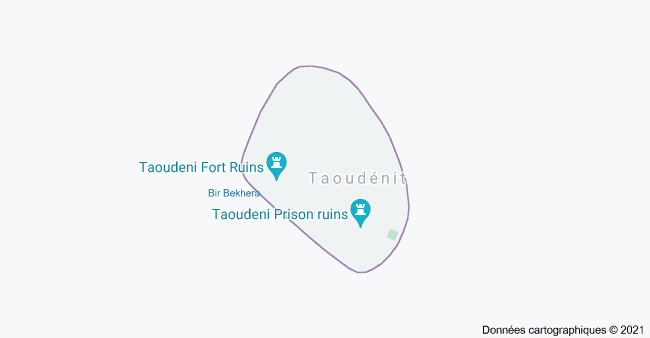 Taoudeni Fort Ruins
Taoudénit
Bir Bekhera
Taoudeni Prison ruins
Données cartographiques © 2021